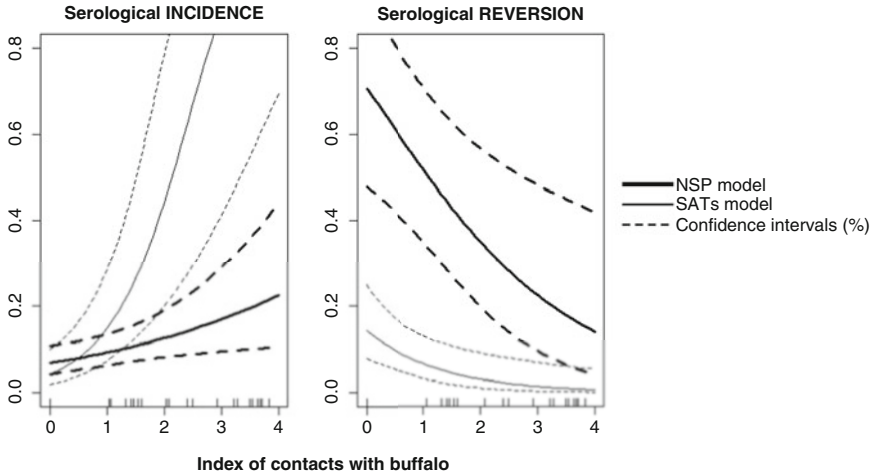 Serological INCIDENCE
Serological REVERSION
0.8
0.6
0.4
0.2
0.0
0 1 2 3 4
0.8
0.6
0.4
0.2
0.0
0 1 2 3 4
NSP model
SATs model
Confidence intervals (%)
Index of contacts with buffalo